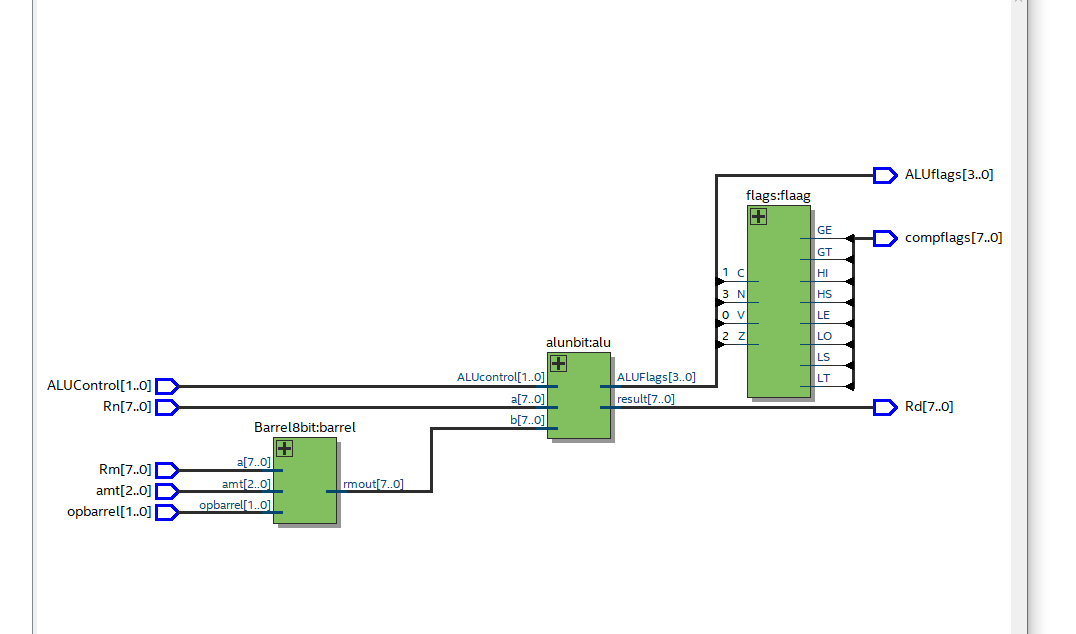 ALUflags[3..0]
flags:flaag
GE
compflags[7..0]
GT
1 C
HI
3 N
HS
0 V
LE
2 Z
LO
LS
LT
alunbit:alu
ALUControl[1..0]
ALUcontrol[1..0]
ALUFlags[3..0]
Rn[7..0]
a[7..0]
result[7..0]
Rd[7..0]
b[7..0]
Barrel8bit:barrel
Rm[7..0]
a[7..0]
amt[2..0]
amt[2..0]
rmout[7..0]
opbarrel[1..0]
opbarrel[1..0]